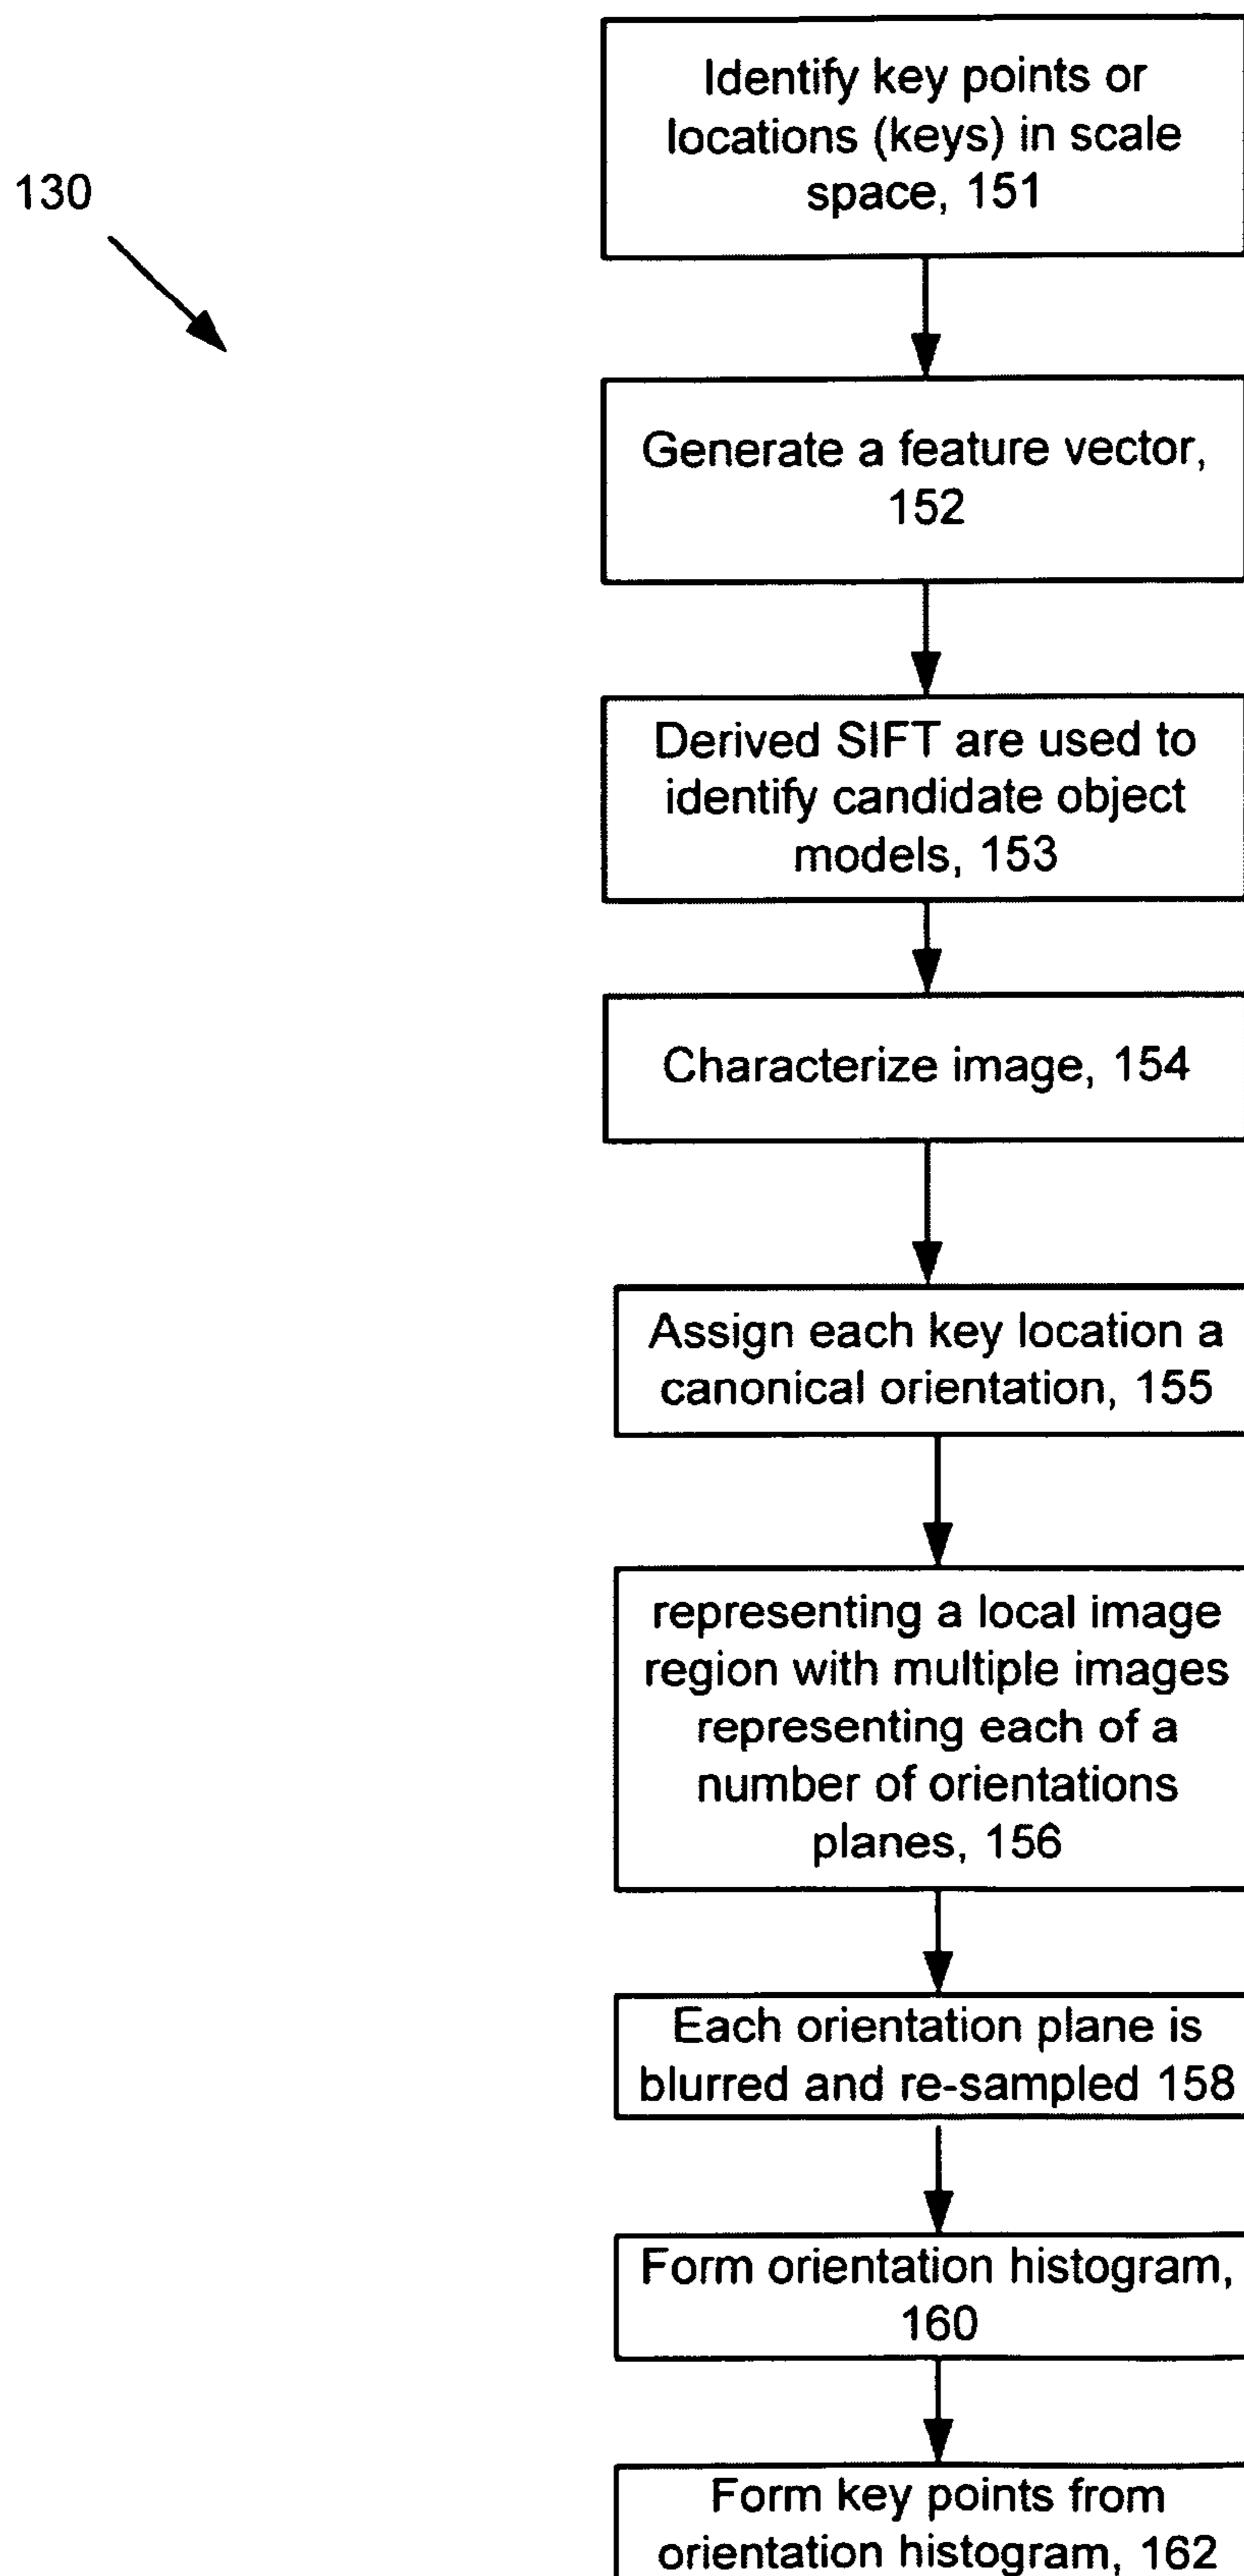 130
Identify key points or
locations (keys) in scale
space, 151
Generate a feature vector,
152
Derived SIFT are used to
identify candidate object
models, 153
Characterize image, 154
Assign each key location a
canonical orientation, 155
representing a local image
region with multiple images
representing each of a
number of orientations
planes, 156
Each orientation plane is
blurred and re-sampled 158
Form orientation histogram,
160
Form key points from
orientation histogram, 162